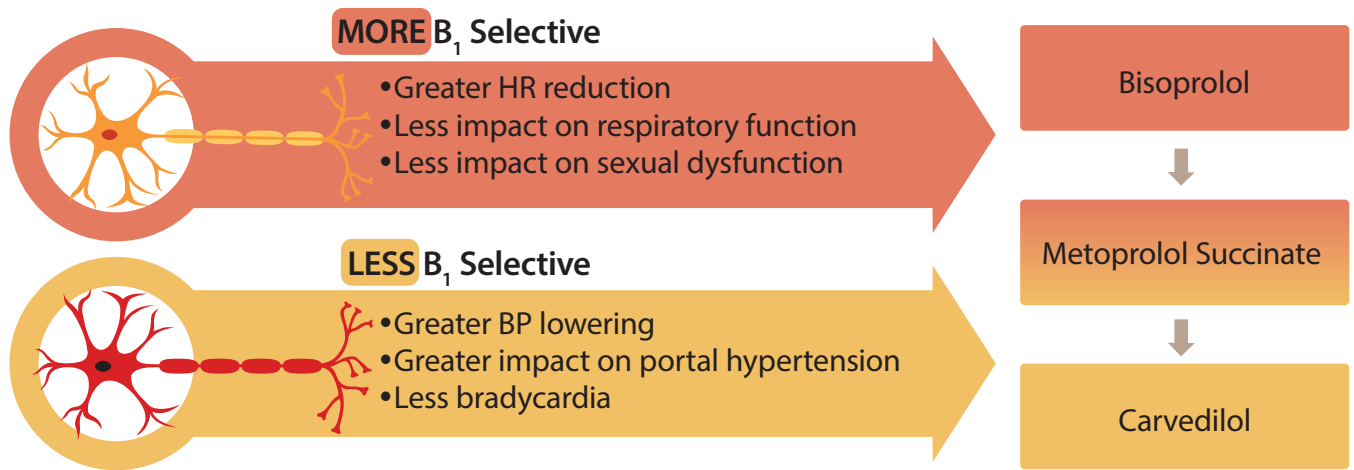 MORE B₁ Selective
•Greater HR reduction
•Less impact on respiratory function
•Less impact on sexual dysfunction
LESS B₁ Selective
•Greater BP lowering
•Greater impact on portal hypertension
•Less bradycardia
Bisoprolol
Metoprolol Succinate
Carvedilol